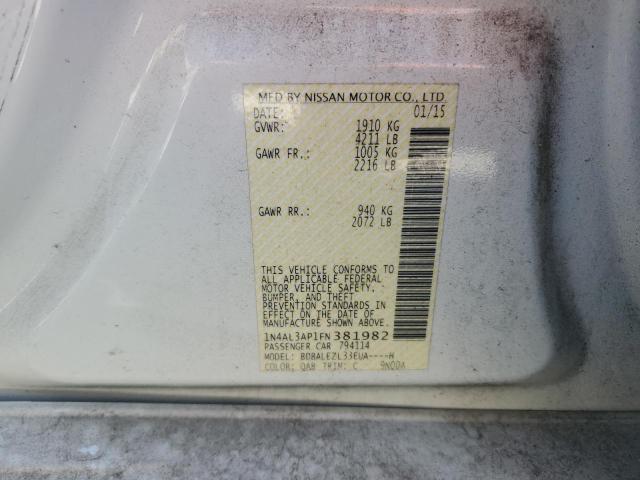 MFD BY NISSAN MOTOR CO., LTD
DATE: 01/15
GVWR: 1910 KG
4211 LB
GAWR FR.: 1005 KG
2216 LB
GAWR RR.: 940 KG
2072 LB
THIS VEHICLE CONFORMS TO
ALL APPLICABLE FEDERAL
MOTOR VEHICLE SAFETY,
BUMPER, AND THEFT
PREVENTION STANDARDS IN
EFFECT ON THE DATE OF
MANUFACTURE SHOWN ABOVE.
1N4AL3AP1FN381982
PASSENGER CAR 794114
MODEL: BDBALEZL33EUA----H
COLOR: QAB TRIM: C